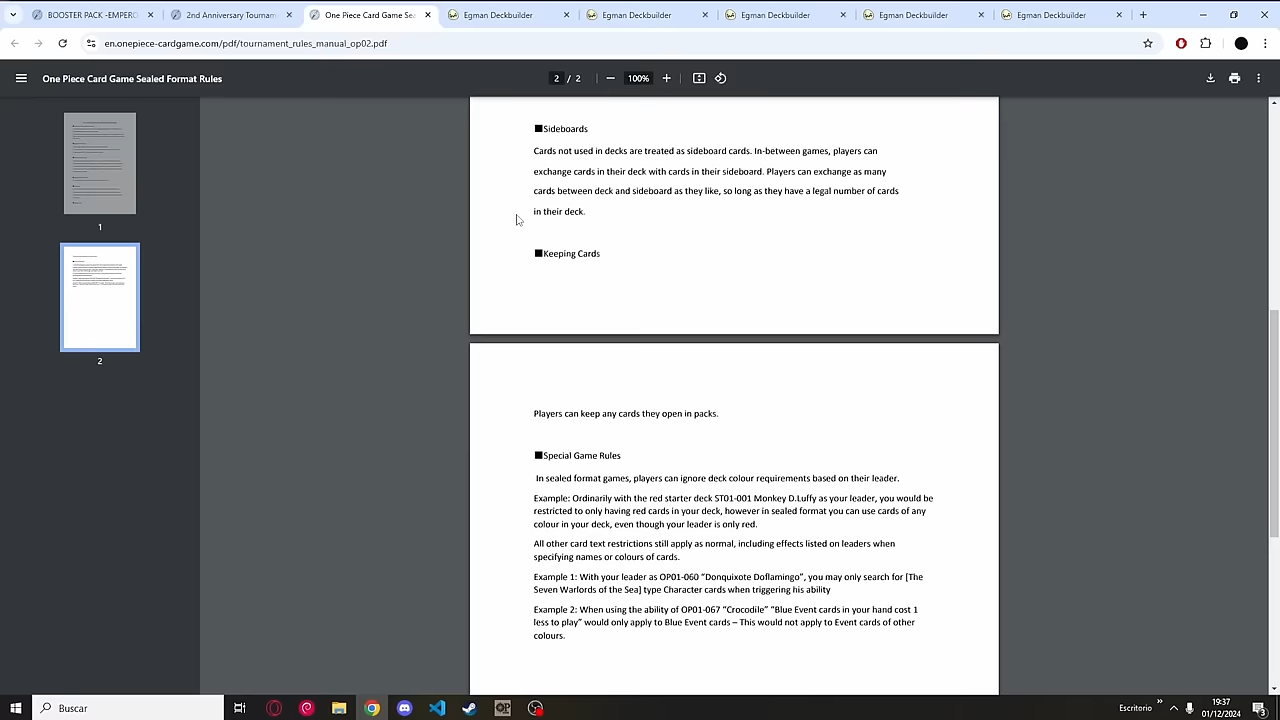 BOOSTER PACK -EMPERO
2nd Anniversary Tournam
One Piece Card Game Sea
Egman Deckbuilder
Egman Deckbuilder
Egman Deckbuilder
Egman Deckbuilder
Egman Deckbuilder
en.onepiece-cardgame.com/pdf/tournament_rules_manual_op02.pdf
One Piece Card Game Sealed Format Rules
2 / 2
100%
1
2
■Sideboards
Cards not used in decks are treated as sideboard cards. In-between games, players can
exchange cards in their deck with cards in their sideboard. Players can exchange as many
cards between deck and sideboard as they like, so long as they have a legal number of cards
in their deck.
■Keeping Cards
Players can keep any cards they open in packs.
■Special Game Rules
In sealed format games, players can ignore deck colour requirements based on their leader.
Example: Ordinarily with the red starter deck ST01-001 Monkey D.Luffy as your leader, you would be
restricted to only having red cards in your deck, however in sealed format you can use cards of any
colour in your deck, even though your leader is only red.
All other card text restrictions still apply as normal, including effects listed on leaders when
specifying names or colours of cards.
Example 1: With your leader as OP01-060 “Donquixote Doflamingo”, you may only search for [The
Seven Warlords of the Sea] type Character cards when triggering his ability
Example 2: When using the ability of OP01-067 “Crocodile” “Blue Event cards in your hand cost 1
less to play” would only apply to Blue Event cards – This would not apply to Event cards of other
colours.
Buscar
OP
Escritorio
19:37
01/12/2024
3